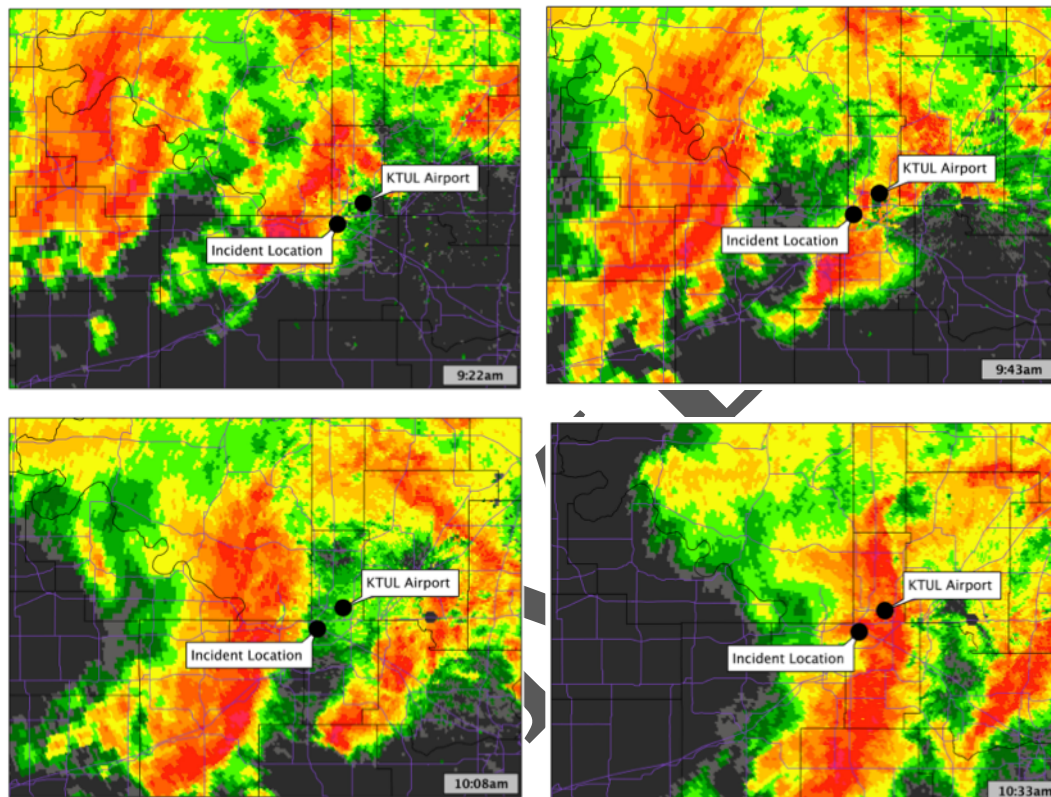 KTUL Airport
Incident Location
9:22am
KTUL Airport
Incident Location
9:43am
KTUL Airport
Incident Location
10:08am
KTUL Airport
Incident Location
10:33am